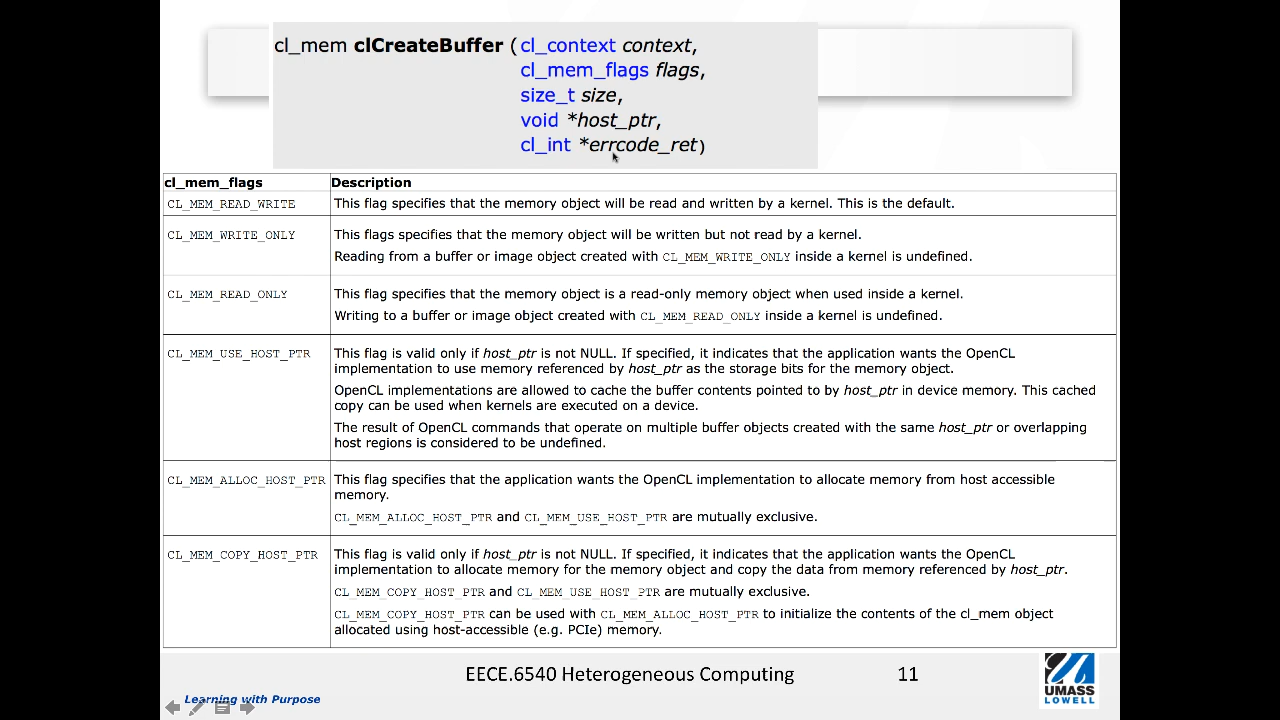 cl_mem clCreateBuffer (cl_context context,
cl_mem_flags flags,
size_t size,
void *host_ptr,
cl_int *errcode_ret)
cl_mem_flags Description
CL_MEM_READ_WRITE This flag specifies that the memory object will be read and written by a kernel. This is the default.
CL_MEM_WRITE_ONLY This flags specifies that the memory object will be written but not read by a kernel.
Reading from a buffer or image object created with CL_MEM_WRITE_ONLY inside a kernel is undefined.
CL_MEM_READ_ONLY This flag specifies that the memory object is a read-only memory object when used inside a kernel.
Writing to a buffer or image object created with CL_MEM_READ_ONLY inside a kernel is undefined.
CL_MEM_USE_HOST_PTR This flag is valid only if host_ptr is not NULL. If specified, it indicates that the application wants the OpenCL
implementation to use memory referenced by host_ptr as the storage bits for the memory object.
OpenCL implementations are allowed to cache the buffer contents pointed to by host_ptr in device memory. This cached
copy can be used when kernels are executed on a device.
The result of OpenCL commands that operate on multiple buffer objects created with the same host_ptr or overlapping
host regions is considered to be undefined.
CL_MEM_ALLOC_HOST_PTR This flag specifies that the application wants the OpenCL implementation to allocate memory from host accessible
memory.
CL_MEM_ALLOC_HOST_PTR and CL_MEM_USE_HOST_PTR are mutually exclusive.
CL_MEM_COPY_HOST_PTR This flag is valid only if host_ptr is not NULL. If specified, it indicates that the application wants the OpenCL
implementation to allocate memory for the memory object and copy the data from memory referenced by host_ptr.
CL_MEM_COPY_HOST_PTR and CL_MEM_USE_HOST_PTR are mutually exclusive.
CL_MEM_COPY_HOST_PTR can be used with CL_MEM_ALLOC_HOST_PTR to initialize the contents of the cl_mem object
allocated using host-accessible (e.g. PCIe) memory.
EECE.6540 Heterogeneous Computing 11
Learning with Purpose
UMASS
LOWELL